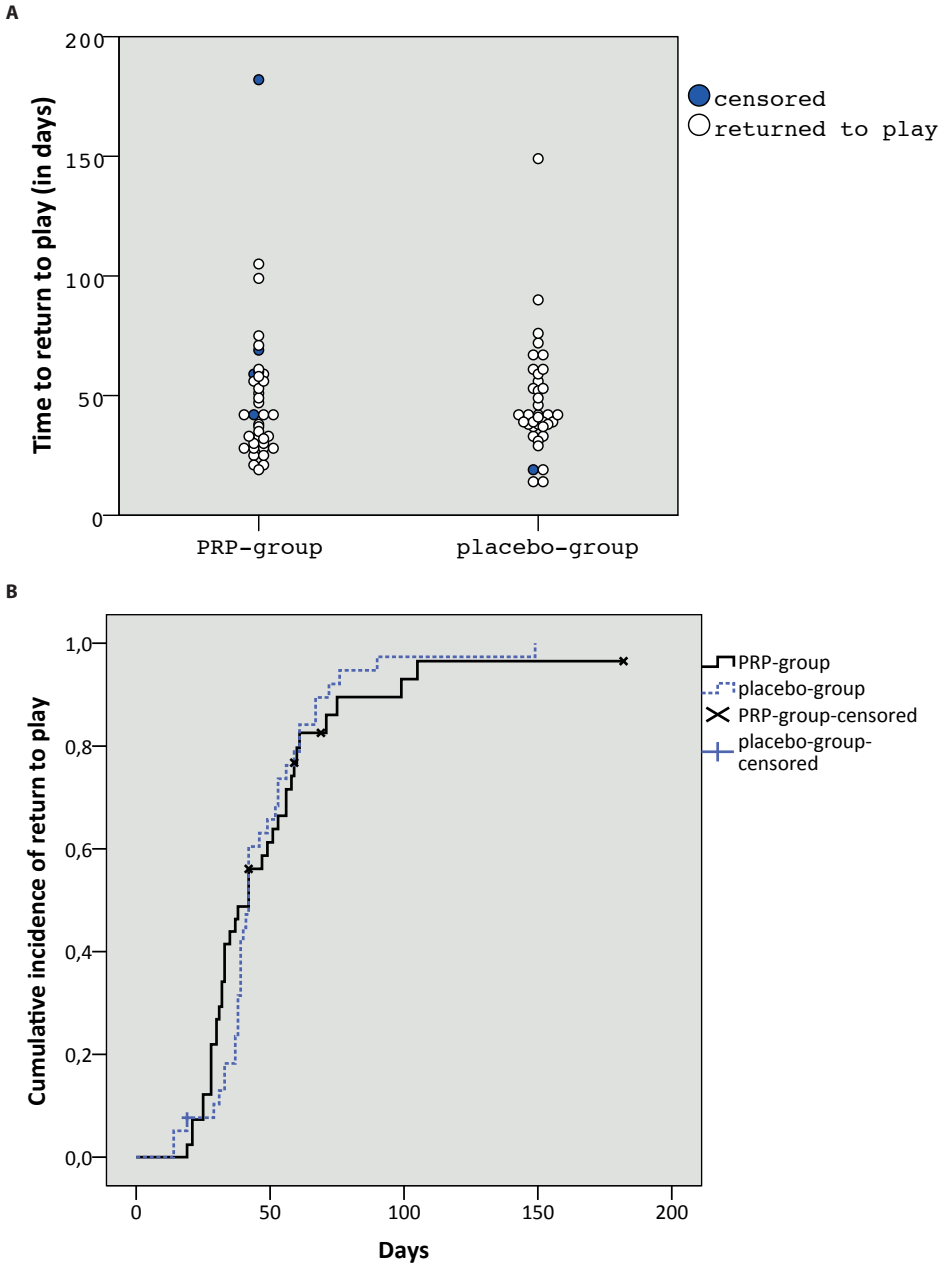 A
200
150
100
50
0
Time to return to play (in days)
PRP-group
placebo-group
censored
returned to play
B
1,0
0,8
0,6
0,4
0,2
0,0
Cumulative incidence of return to play
0
50
100
150
200
Days
PRP-group
placebo-group
PRP-group-censored
placebo-group-
censored